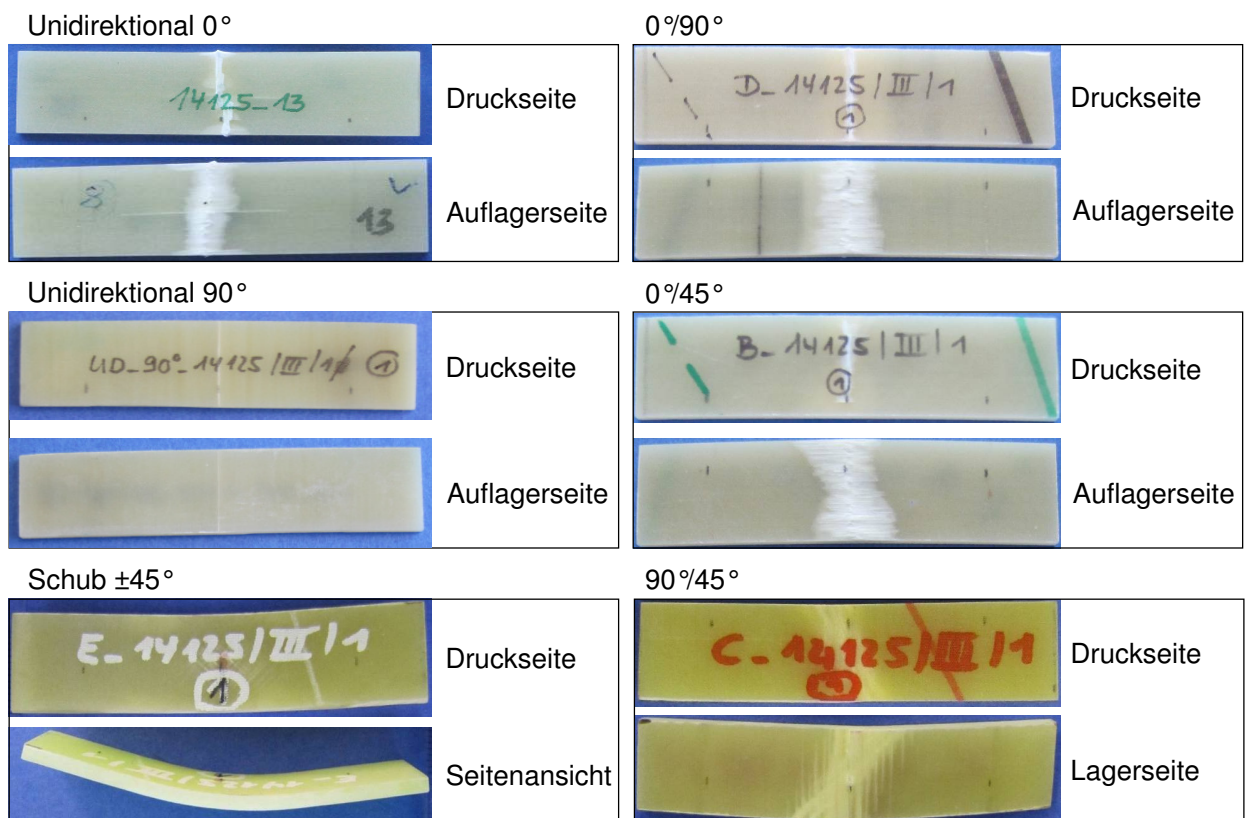 Unidirektional 0°
14125_13
Druckseite
8
13
Auflagerseite
Unidirektional 90°
UD_90°_14125/III/1 1
Druckseite
Auflagerseite
Schub ±45°
E_14125/III/1
1
Druckseite
Seitenansicht
0°/90°
D_14125/III/1
1
Druckseite
Auflagerseite
0°/45°
B_14125/III/1
1
Druckseite
Auflagerseite
90°/45°
C_14125/III/1
Druckseite
Lagerseite